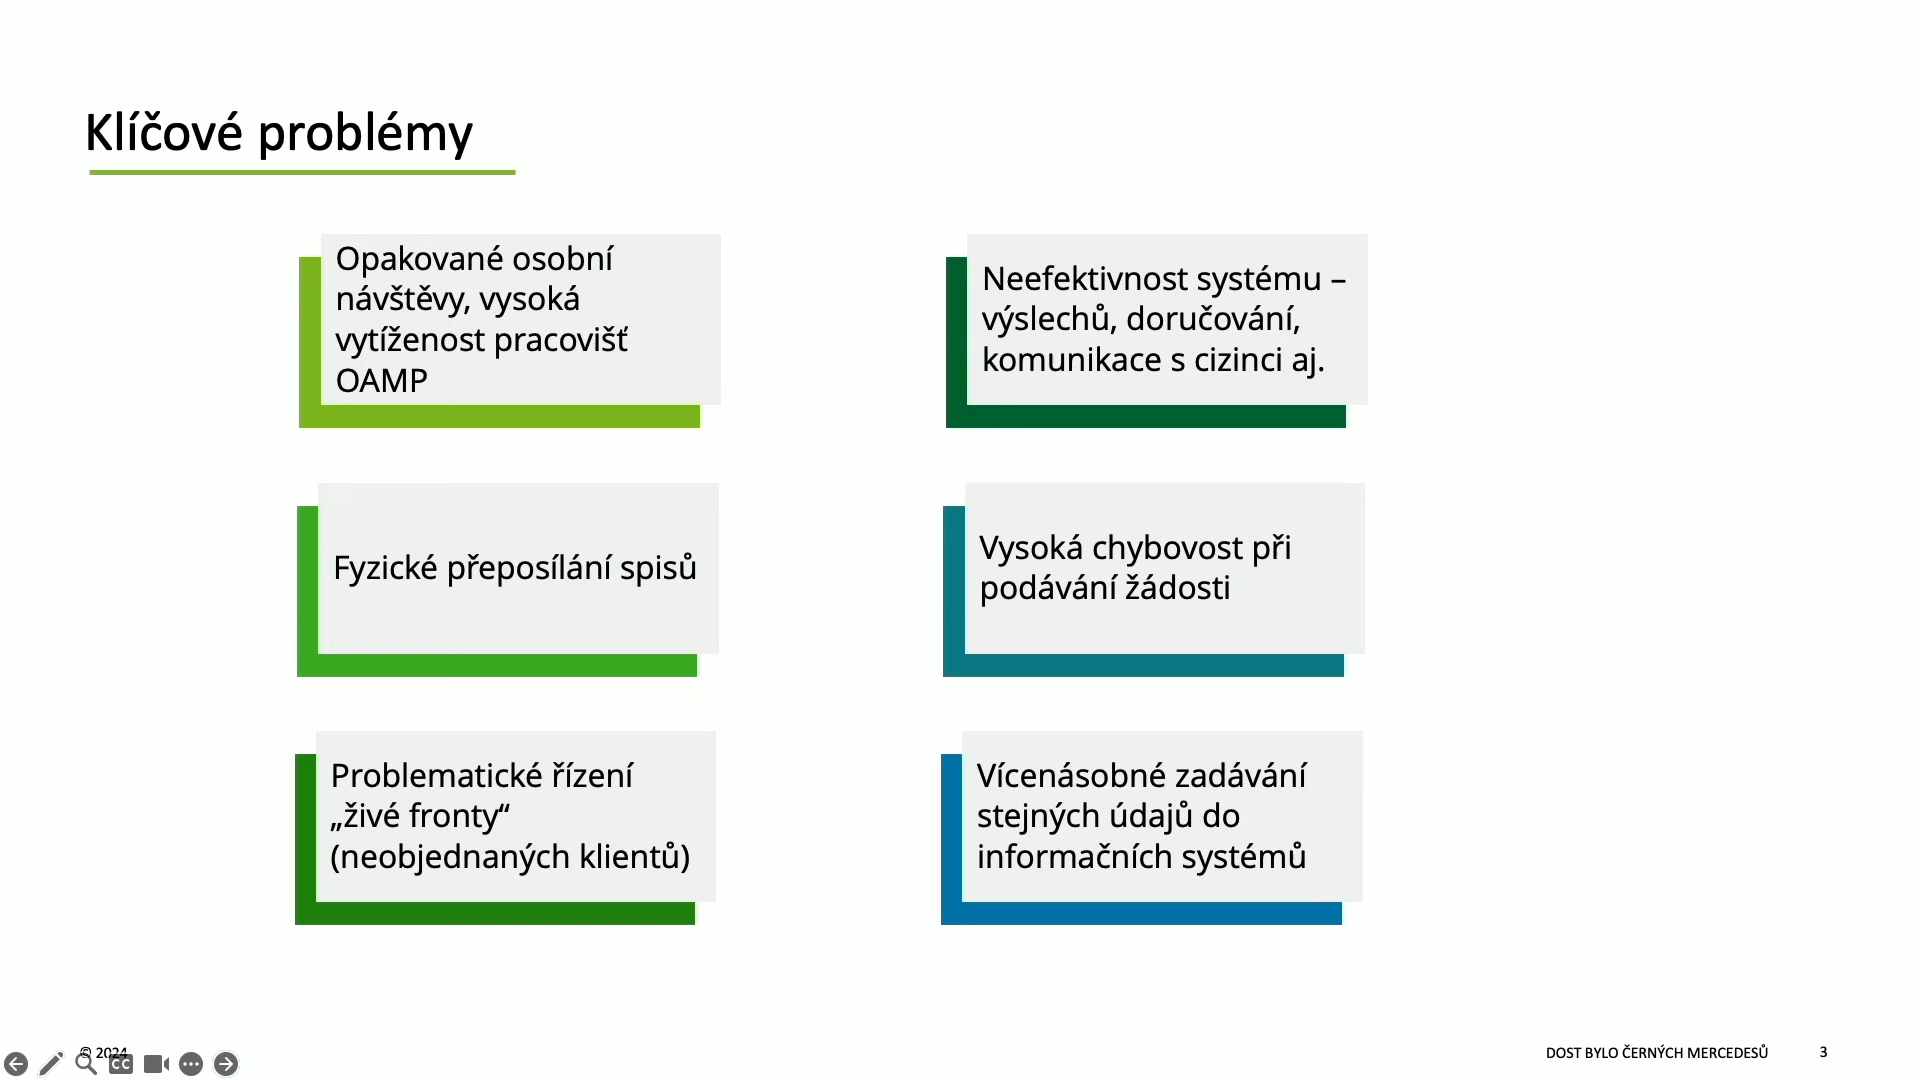 Klíčové problémy
Opakované osobní
návštěvy, vysoká
vytíženost pracovišť
OAMP
Neefektivnost systému –
výslechů, doručování,
komunikace s cizinci aj.
Fyzické přeposílání spisů
Vysoká chybovost při
podávání žádosti
Problematické řízení
„živé fronty“
(neobjednaných klientů)
Vícenásobné zadávání
stejných údajů do
informačních systémů
© 2024
CC
DOST BYLO ČERNÝCH MERCEDESŮ
3